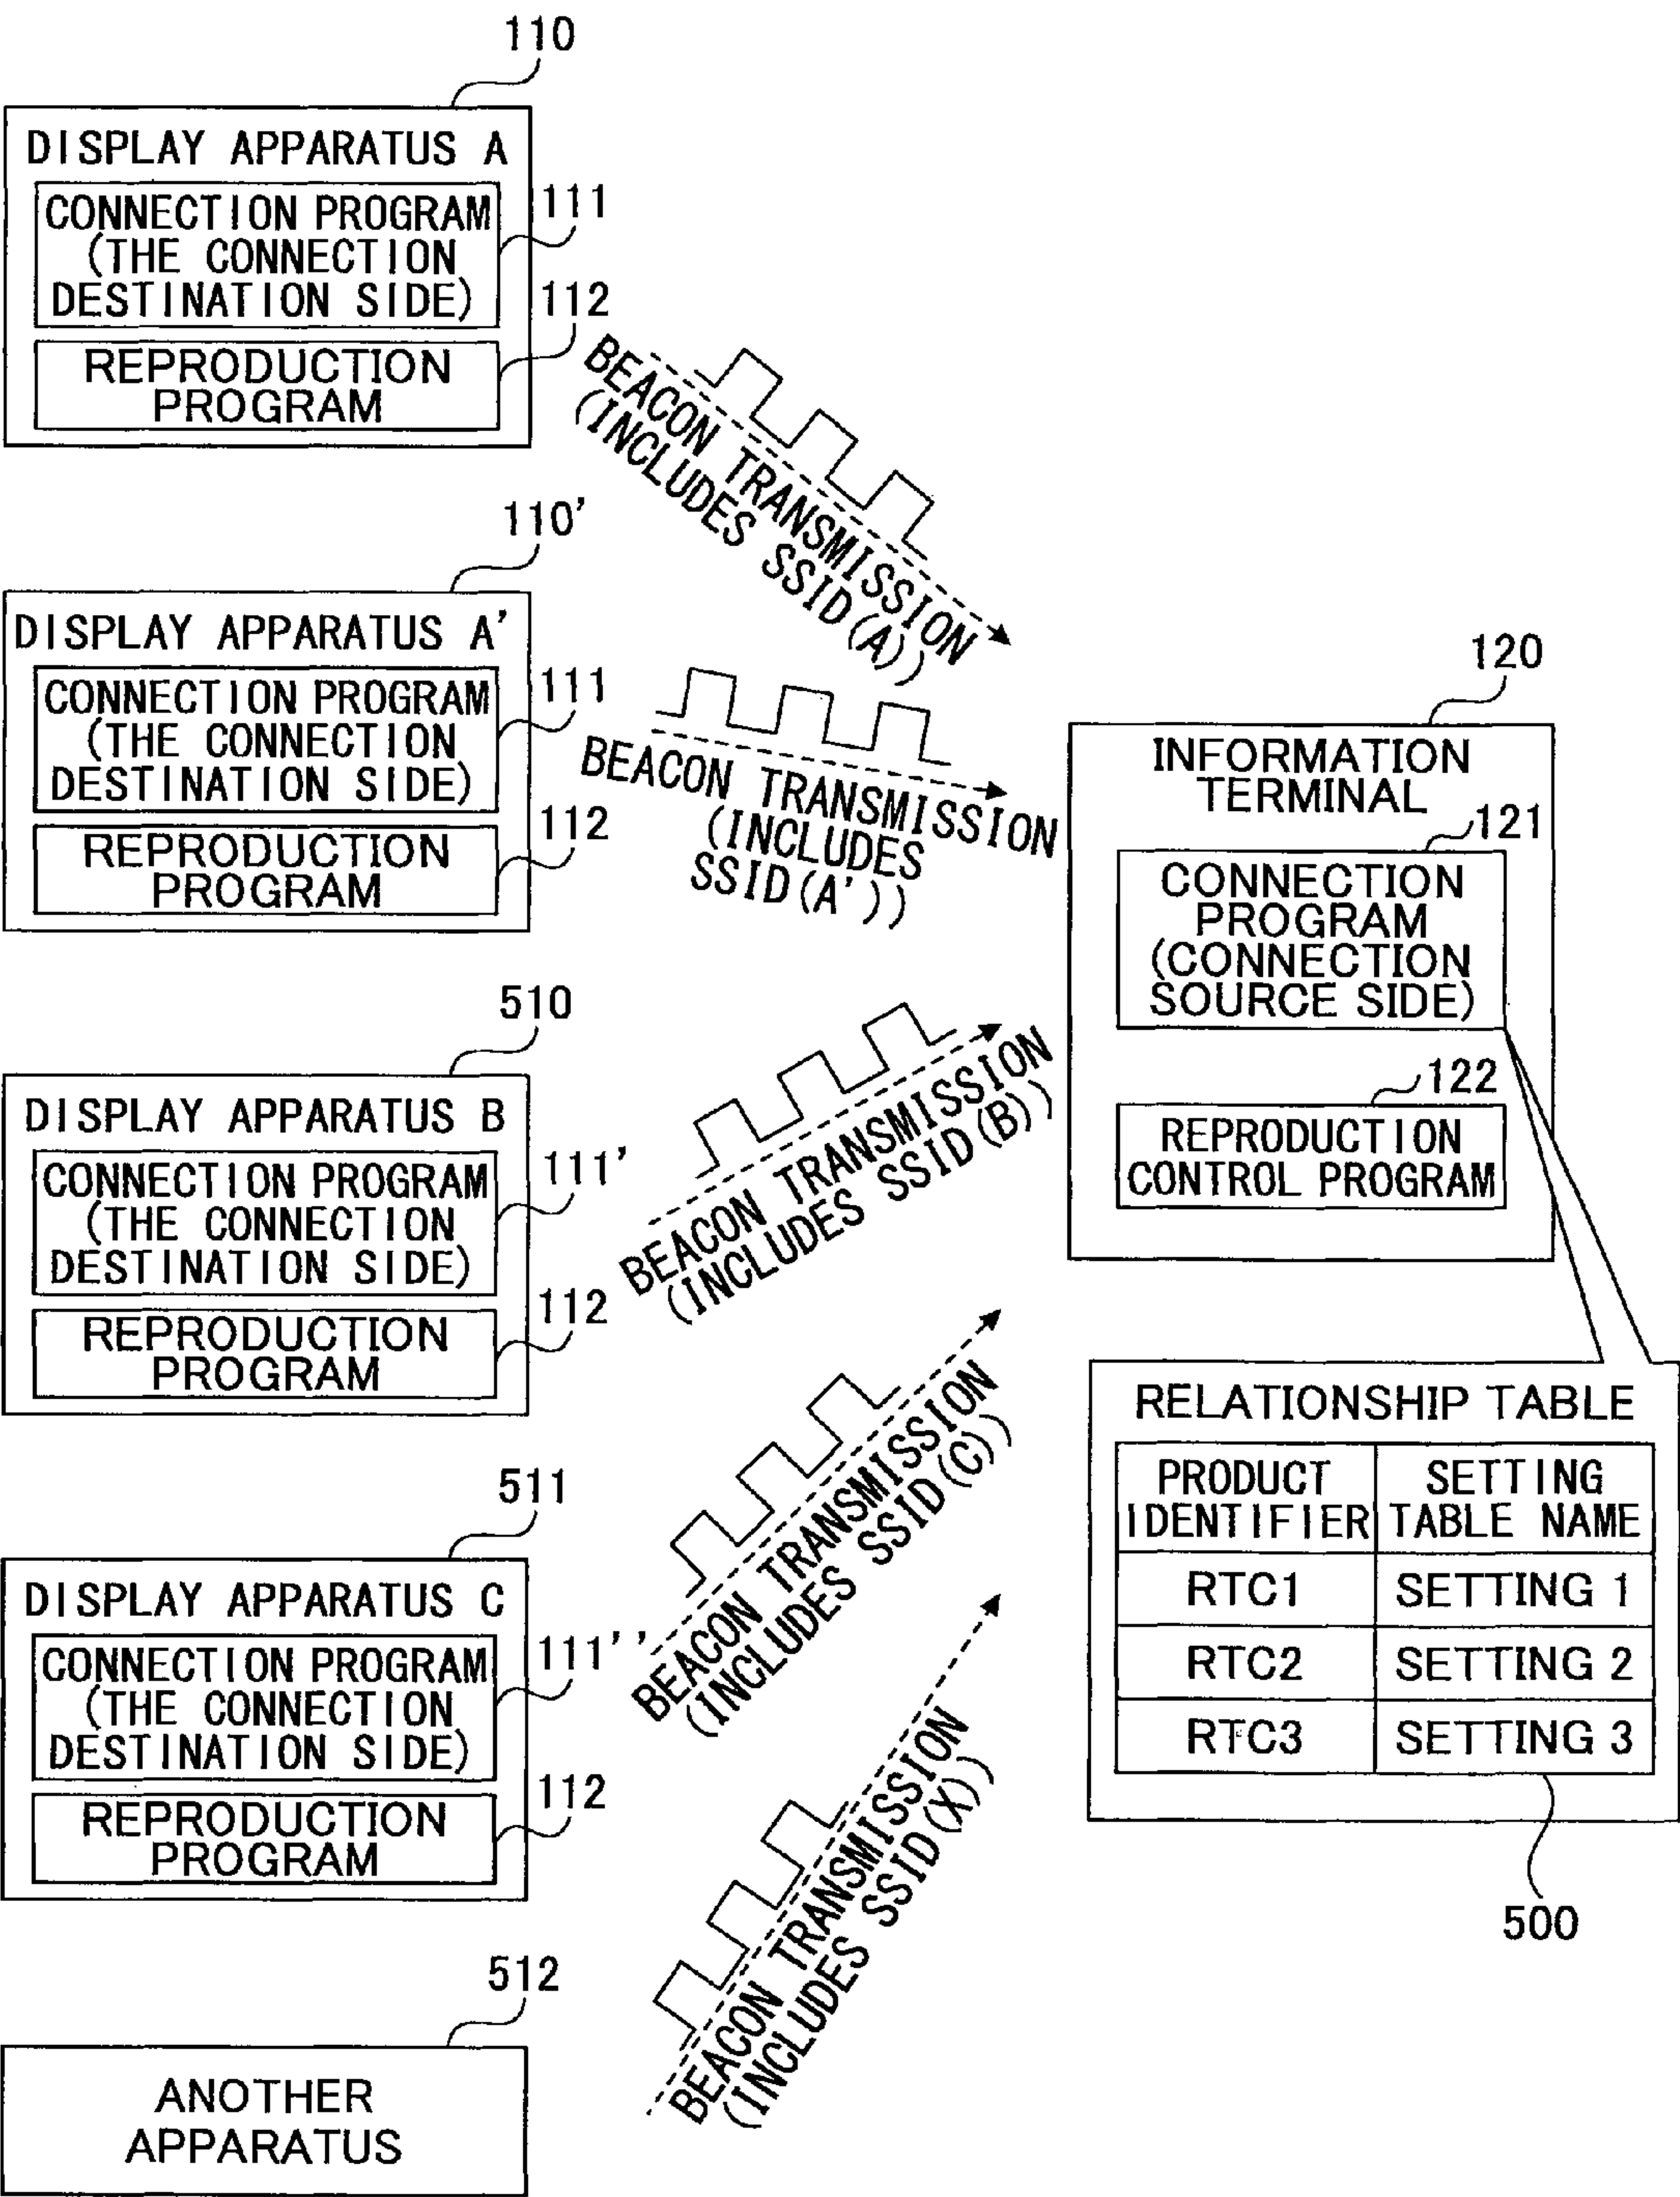 110
DISPLAY APPARATUS A
CONNECTION PROGRAM
(THE CONNECTION
DESTINATION SIDE)
111
REPRODUCTION
PROGRAM
112
BEACON TRANSMISSION
(INCLUDES SSID(A))
110'
DISPLAY APPARATUS A'
CONNECTION PROGRAM
(THE CONNECTION
DESTINATION SIDE)
111
REPRODUCTION
PROGRAM
112
BEACON TRANSMISSION
(INCLUDES
SSID(A'))
510
DISPLAY APPARATUS B
CONNECTION PROGRAM
(THE CONNECTION
DESTINATION SIDE)
111'
REPRODUCTION
PROGRAM
112
BEACON TRANSMISSION
(INCLUDES SSID(B))
511
DISPLAY APPARATUS C
CONNECTION PROGRAM
(THE CONNECTION
DESTINATION SIDE)
111''
REPRODUCTION
PROGRAM
112
BEACON TRANSMISSION
(INCLUDES SSID(C))
512
ANOTHER
APPARATUS
BEACON TRANSMISSION
(INCLUDES SSID(X))
120
INFORMATION
TERMINAL
121
CONNECTION
PROGRAM
(CONNECTION
SOURCE SIDE)
122
REPRODUCTION
CONTROL PROGRAM
RELATIONSHIP TABLE
PRODUCT IDENTIFIER SETTING TABLE NAME
RTC1 SETTING 1
RTC2 SETTING 2
RTC3 SETTING 3
500